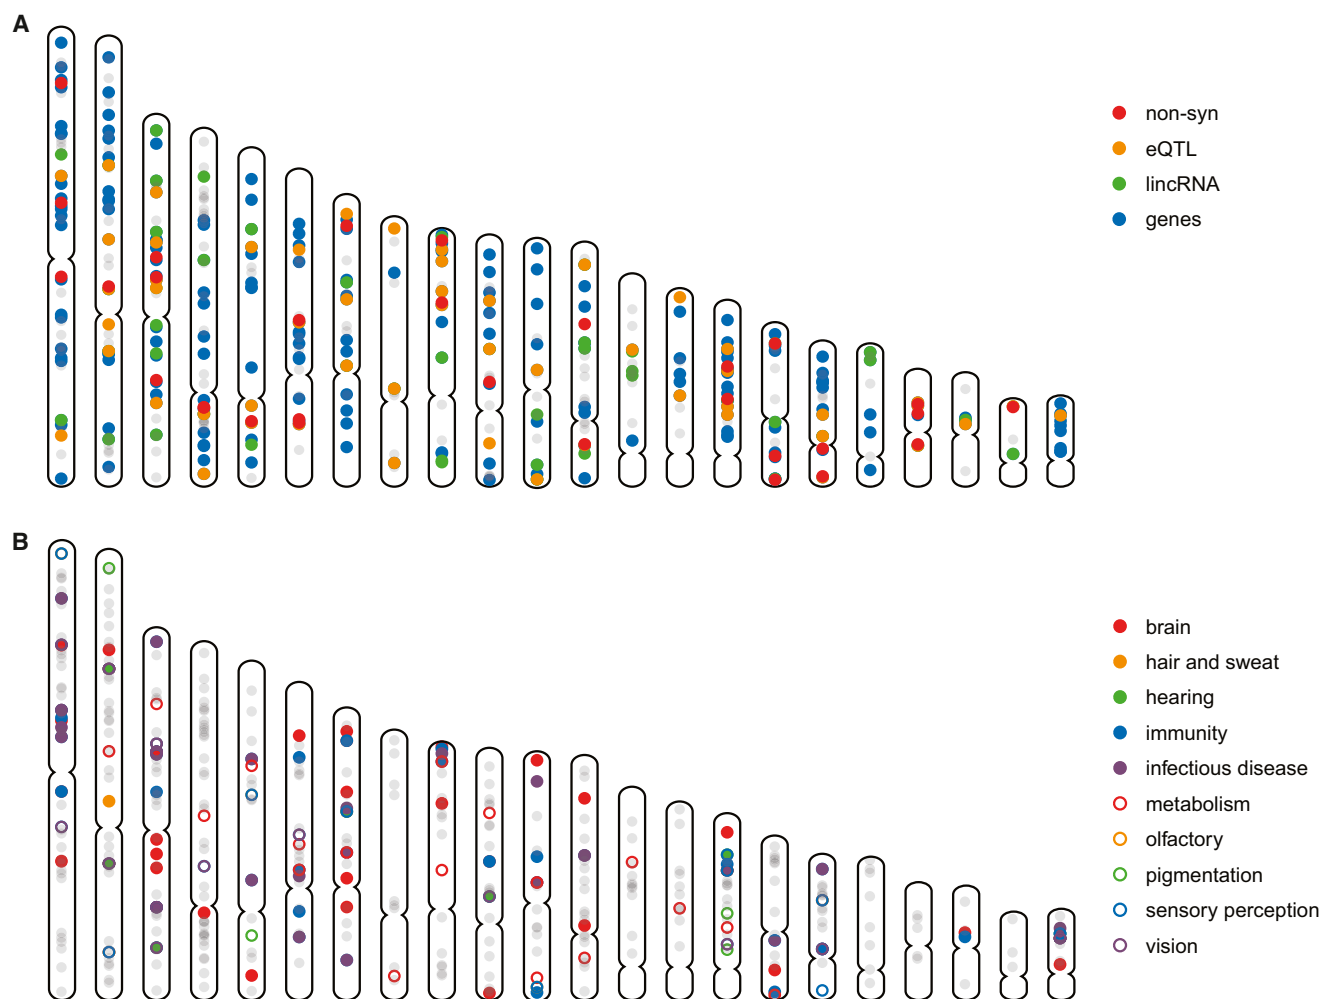 A
non-syn
eQTL
lincRNA
genes
B
brain
hair and sweat
hearing
immunity
infectious disease
metabolism
olfactory
pigmentation
sensory perception
vision